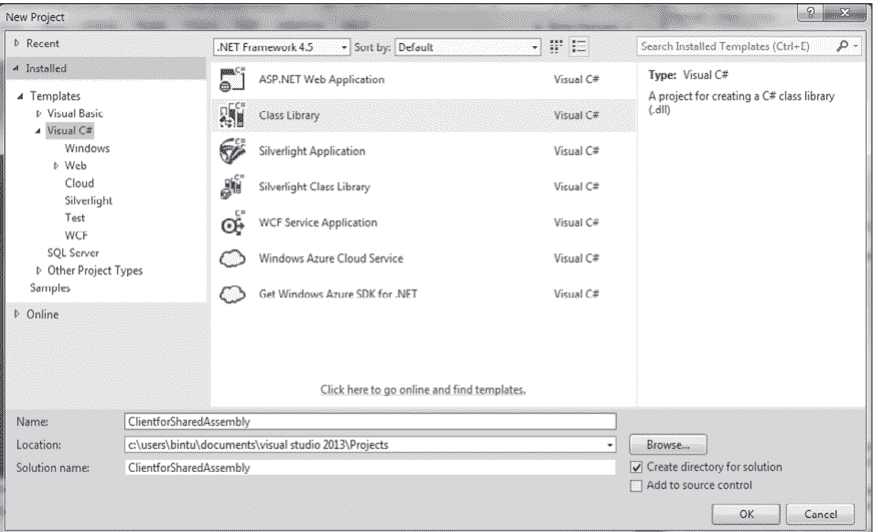 New Project
Recent
.NET Framework 4.5
Sort by:
Default
Search Installed Templates (Ctrl+E)
Installed
Templates
Visual Basic
Visual C#
Windows
Web
Cloud
Silverlight
Test
WCF
SQL Server
Other Project Types
Samples
Online
ASP.NET Web Application Visual C#
Class Library Visual C#
Silverlight Application Visual C#
Silverlight Class Library Visual C#
WCF Service Application Visual C#
Windows Azure Cloud Service Visual C#
Get Windows Azure SDK for .NET Visual C#
Click here to go online and find templates.
Type: Visual C#
A project for creating a C# class library
(.dll)
Name: ClientforSharedAssembly
Location: c:\users\bintu\documents\visual studio 2013\Projects
Browse...
Solution name: ClientforSharedAssembly
Create directory for solution
Add to source control
OK
Cancel